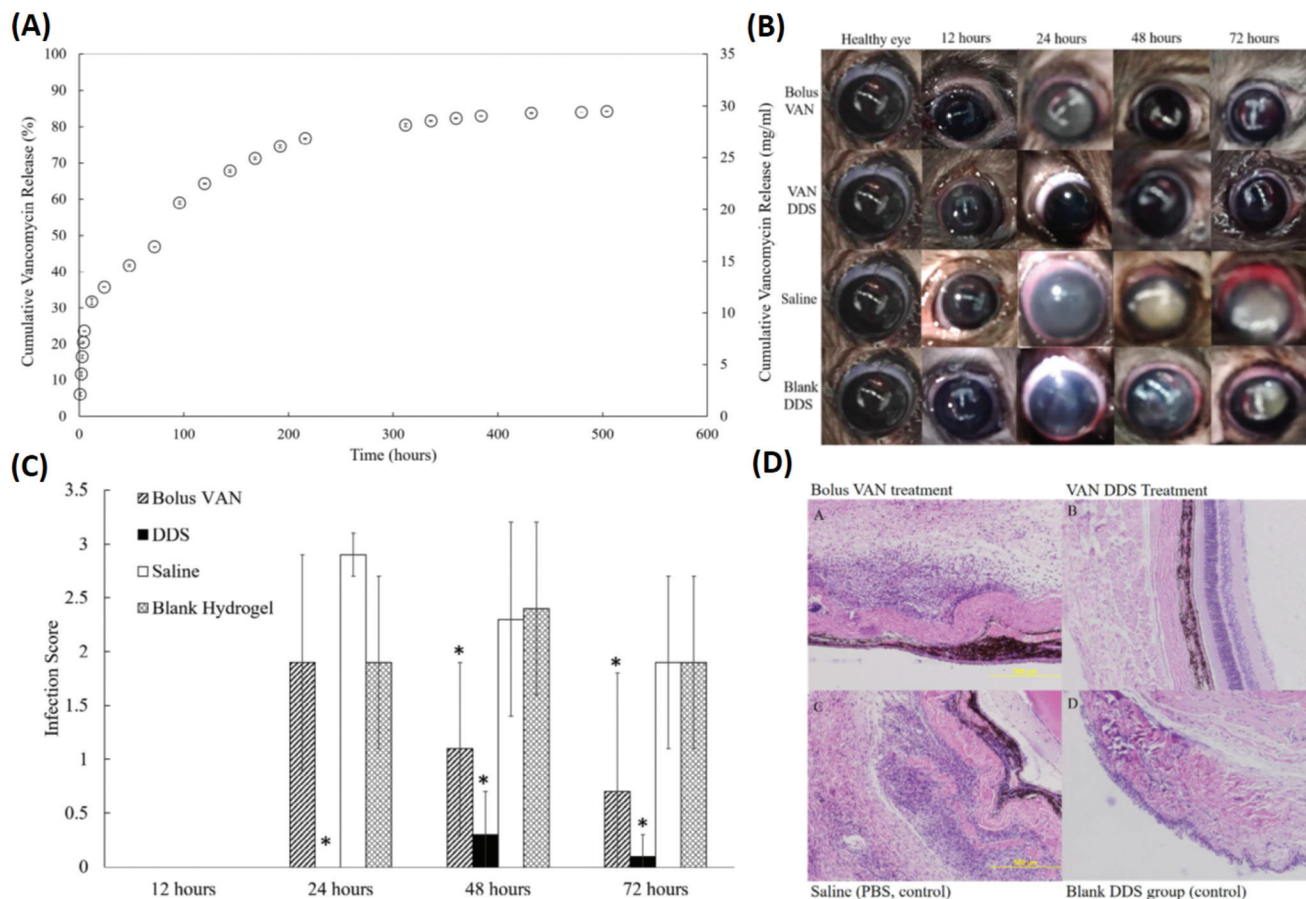 (A)
100
90
80
70
60
50
40
30
20
10
0
35
30
25
20
15
10
5
0
0 100 200 300 400 500 600
Cumulative Vancomycin Release (%)
Cumulative Vancomycin Release (mg/ml)
Time (hours)
(B)
Healthy eye 12 hours 24 hours 48 hours 72 hours
Bolus
VAN
VAN
DDS
Saline
Blank
DDS
(C)
3.5
3
2.5
2
1.5
1
0.5
0
Infection Score
Bolus VAN
DDS
Saline
Blank Hydrogel
*
*
*
*
*
12 hours 24 hours 48 hours 72 hours
(D)
Bolus VAN treatment VAN DDS Treatment
A B
C D
Saline (PBS, control) Blank DDS group (control)